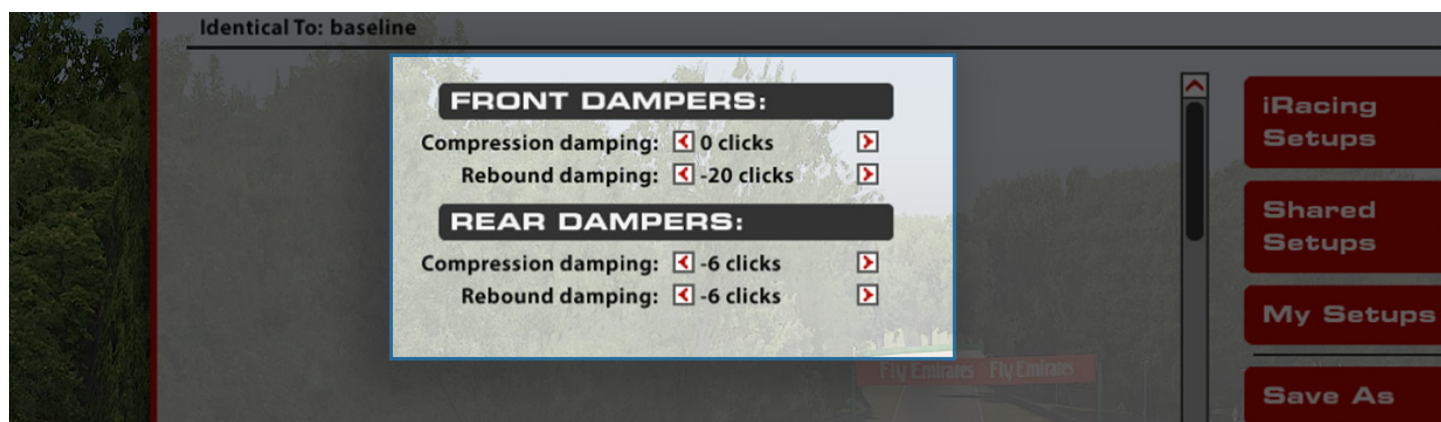 Identical To: baseline
FRONT DAMPERS:
Compression damping: 0 clicks
Rebound damping: -20 clicks
REAR DAMPERS:
Compression damping: -6 clicks
Rebound damping: -6 clicks
iRacing
Setups
Shared
Setups
My Setups
Save As
Fly Emirates Fly Emirates